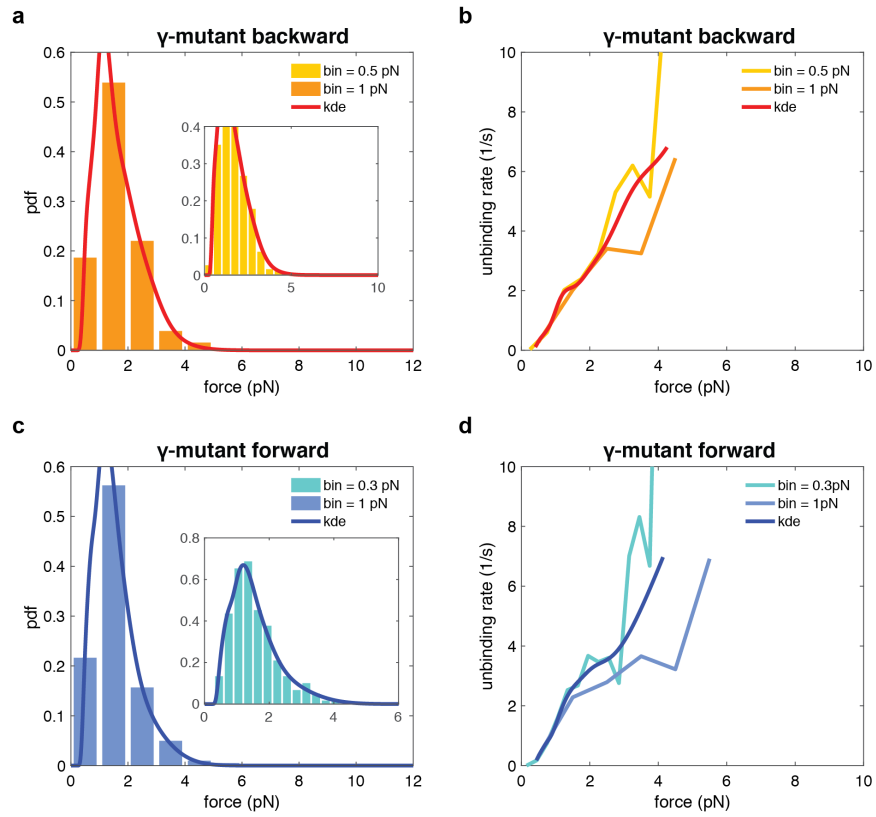 a
γ-mutant backward
0.6
0.5
0.4
0.3
0.2
0.1
0
pdf
bin = 0.5 pN
bin = 1 pN
kde
0.4
0.3
0.2
0.1
0
0 5 10
0 2 4 6 8 10 12
force (pN)
b
γ-mutant backward
10
8
6
4
2
0
unbinding rate (1/s)
bin = 0.5 pN
bin = 1 pN
kde
0 2 4 6 8 10
force (pN)
c
γ-mutant forward
0.6
0.5
0.4
0.3
0.2
0.1
0
pdf
bin = 0.3 pN
bin = 1 pN
kde
0.8
0.6
0.4
0.2
0
0 2 4 6
0 2 4 6 8 10 12
force (pN)
d
γ-mutant forward
10
8
6
4
2
0
unbinding rate (1/s)
bin = 0.3pN
bin = 1pN
kde
0 2 4 6 8 10
force (pN)